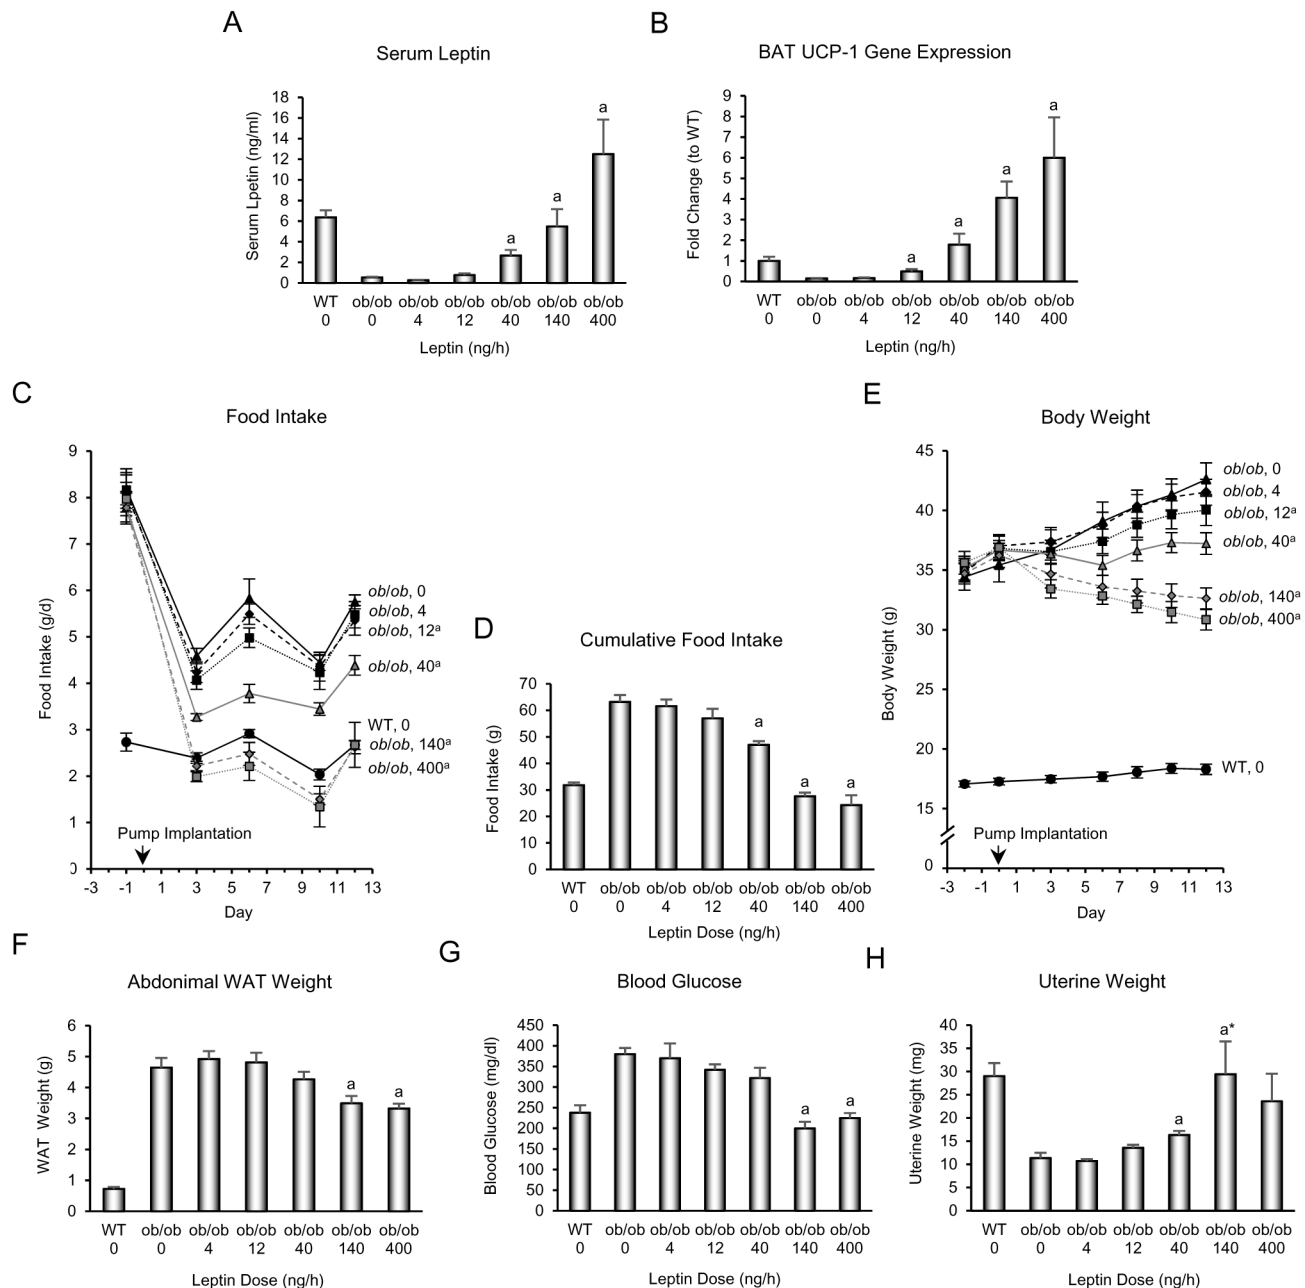 A
Serum Leptin
Serum Lpetin (ng/ml)
18
16
14
12
10
8
6
4
2
0
a
a
a
WT ob/ob ob/ob ob/ob ob/ob ob/ob ob/ob
0 0 4 12 40 140 400
Leptin (ng/h)
B
BAT UCP-1 Gene Expression
Fold Change (to WT)
9
8
7
6
5
4
3
2
1
0
a
a
a
a
WT ob/ob ob/ob ob/ob ob/ob ob/ob ob/ob
0 0 4 12 40 140 400
Leptin (ng/h)
C
Food Intake
Food Intake (g/d)
9
8
7
6
5
4
3
2
1
0
ob/ob, 0
ob/ob, 4
ob/ob, 12a
ob/ob, 40a
WT, 0
ob/ob, 140a
ob/ob, 400a
Pump Implantation
-3 -1 1 3 5 7 9 11 13
Day
D
Cumulative Food Intake
Food Intake (g)
70
60
50
40
30
20
10
0
a
a
a
WT ob/ob ob/ob ob/ob ob/ob ob/ob ob/ob
0 0 4 12 40 140 400
Leptin Dose (ng/h)
E
Body Weight
Body Weight (g)
45
40
35
30
25
20
15
0
ob/ob, 0
ob/ob, 4
ob/ob, 12a
ob/ob, 40a
ob/ob, 140a
ob/ob, 400a
WT, 0
Pump Implantation
-3 -1 1 3 5 7 9 11 13
Day
F
Abdonimal WAT Weight
WAT Weight (g)
6
5
4
3
2
1
0
a
a
WT ob/ob ob/ob ob/ob ob/ob ob/ob ob/ob
0 0 4 12 40 140 400
Leptin Dose (ng/h)
G
Blood Glucose
Blood Glucose (mg/dl)
450
400
350
300
250
200
150
100
50
0
a
a
WT ob/ob ob/ob ob/ob ob/ob ob/ob ob/ob
0 0 4 12 40 140 400
Leptin Dose (ng/h)
H
Uterine Weight
Uterine Weight (mg)
40
35
30
25
20
15
10
5
0
a
a*
WT ob/ob ob/ob ob/ob ob/ob ob/ob ob/ob
0 0 4 12 40 140 400
Leptin Dose (ng/h)